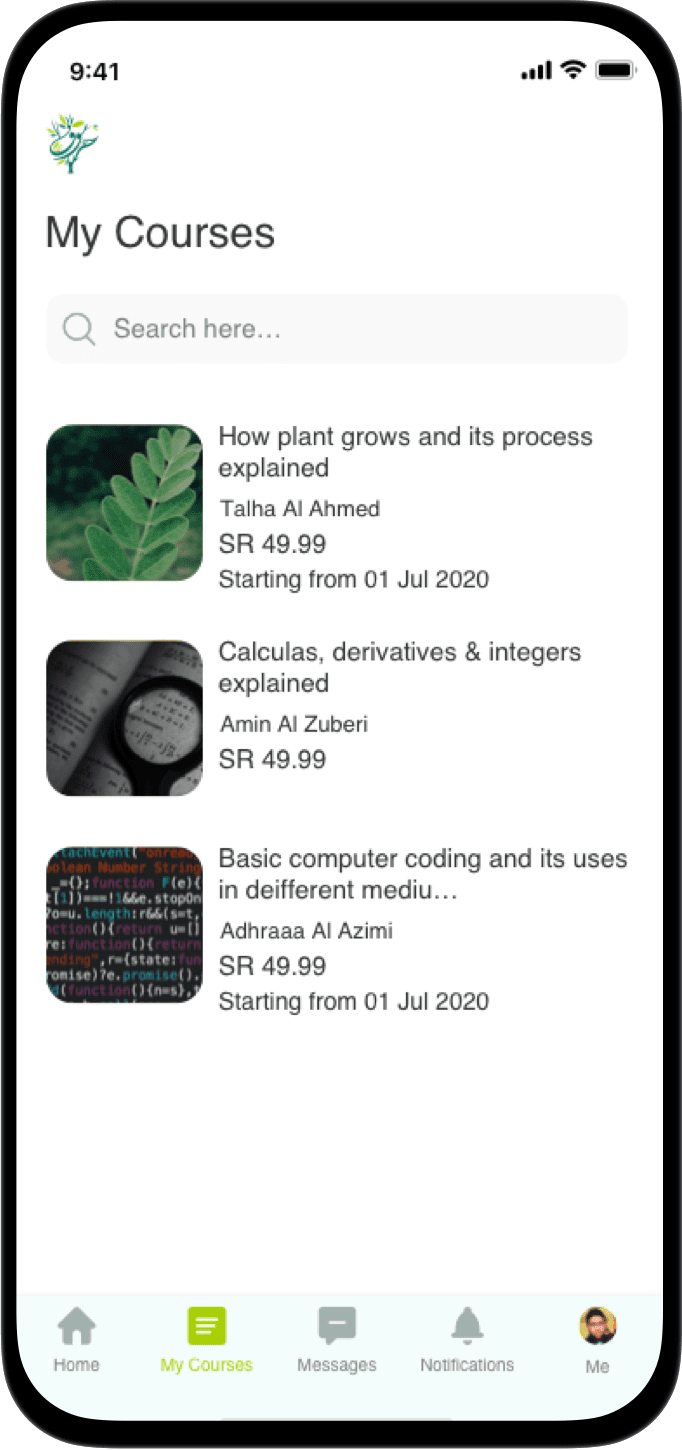 9:41
My Courses
Search here...
How plant grows and its process
explained
Talha Al Ahmed
SR 49.99
Starting from 01 Jul 2020
Calculas, derivatives & integers
explained
Amin Al Zuberi
SR 49.99
Basic computer coding and its uses
in deifferent mediu...
Adhraaa Al Azimi
SR 49.99
Starting from 01 Jul 2020
Home
My Courses
Messages
Notifications
Me